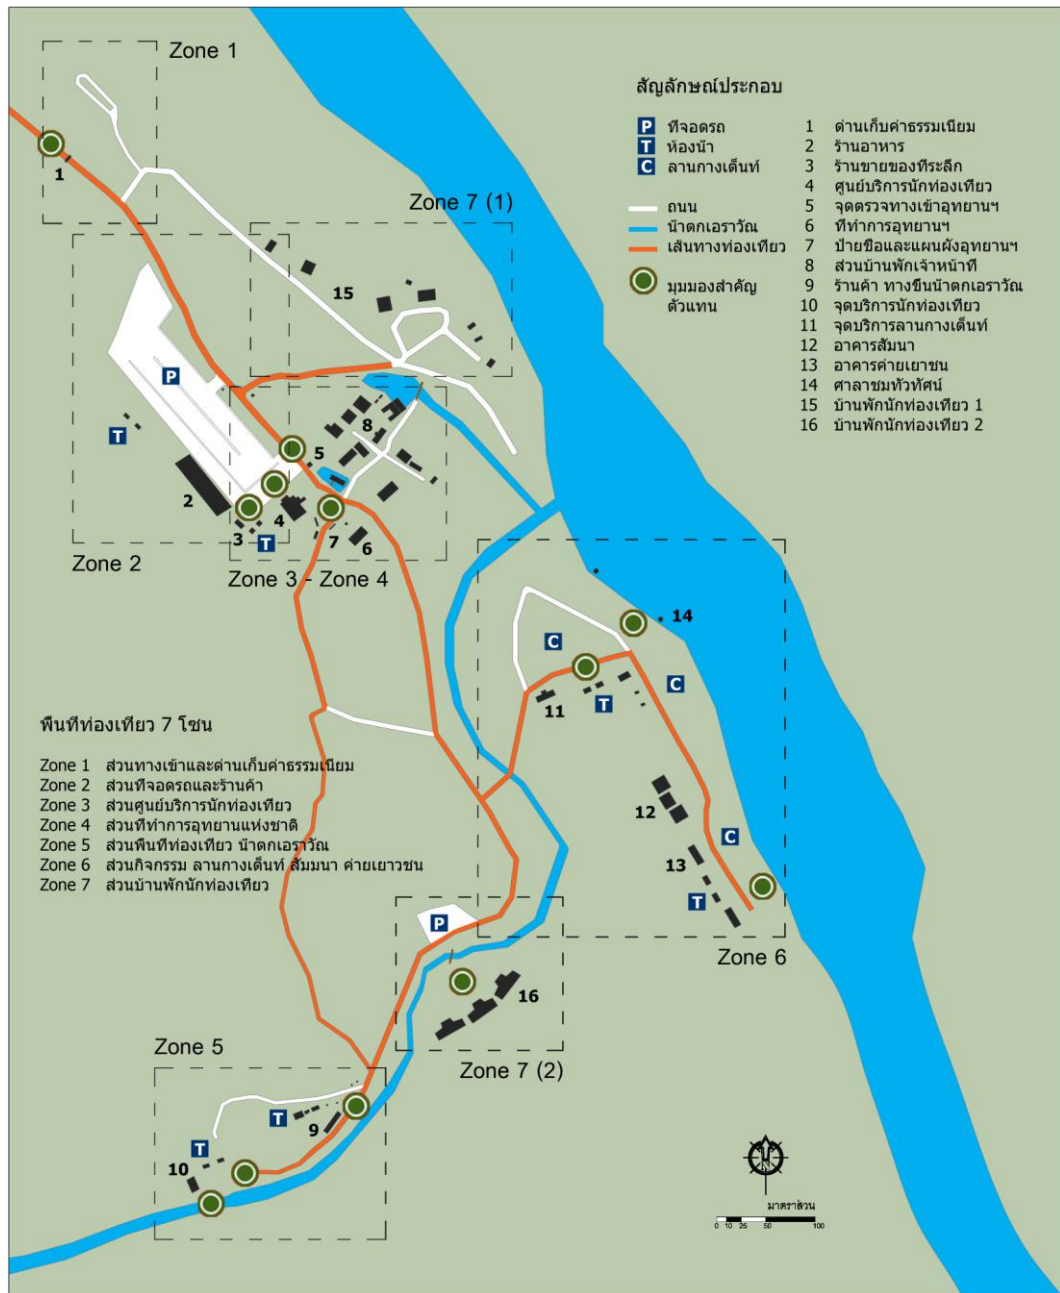 Zone 1
สัญลักษณ์ประกอบ
P ที่จอดรถ
T ห้องน้ำ
C ลานกางเต็นท์
ถนน
น้ำตกเอราวัณ
เส้นทางท่องเที่ยว
มุมมองสำคัญ
ตัวแทน
1 ด่านเก็บค่าธรรมเนียม
2 ร้านอาหาร
3 ร้านขายของที่ระลึก
4 ศูนย์บริการนักท่องเที่ยว
5 จุดตรวจทางเข้าอุทยานฯ
6 ที่ทำการอุทยานฯ
7 ป้ายชื่อและแผนผังอุทยานฯ
8 ส่วนบ้านพักเจ้าหน้าที่
9 ร้านค้า ทางขึ้นน้ำตกเอราวัณ
10 จุดบริการนักท่องเที่ยว
11 จุดบริการลานกางเต็นท์
12 อาคารสัมนา
13 อาคารค่ายเยาชน
14 ศาลาชมทัวทัศน์
15 บ้านพักนักท่องเที่ยว 1
16 บ้านพักนักท่องเที่ยว 2
1
Zone 7 (1)
15
P
T
8
5
2
3
4
T
7
6
Zone 2
Zone 3 - Zone 4
14
C
C
11
T
12
C
13
T
Zone 6
พื้นที่ท่องเที่ยว 7 โซน
Zone 1 ส่วนทางเข้าและด่านเก็บค่าธรรมเนียม
Zone 2 ส่วนที่จอดรถและร้านค้า
Zone 3 ส่วนศูนย์บริการนักท่องเที่ยว
Zone 4 ส่วนที่ทำการอุทยานแห่งชาติ
Zone 5 ส่วนพื้นที่ท่องเที่ยว น้ำตกเอราวัณ
Zone 6 ส่วนกิจกรรม ลานกางเต็นท์ สัมมนา ค่ายเยาวชน
Zone 7 ส่วนบ้านพักนักท่องเที่ยว
P
16
Zone 7 (2)
Zone 5
T
9
T
10
N
มาตราส่วน
0 10 25 50 100